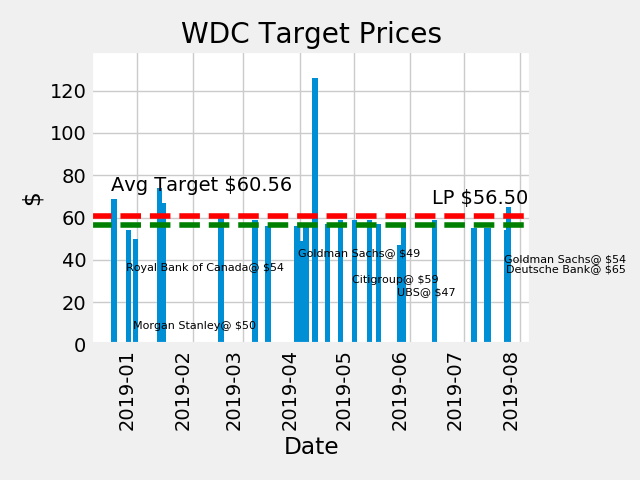 WDC Target Prices
$
120
100
80
60
40
20
0
Avg Target $60.56
LP $56.50
Goldman Sachs@ $49
Royal Bank of Canada@ $54
Goldman Sachs@ $54
Deutsche Bank@ $65
Citigroup@ $59
UBS@ $47
Morgan Stanley@ $50
2019-01
2019-02
2019-03
2019-04
2019-05
2019-06
2019-07
2019-08
Date